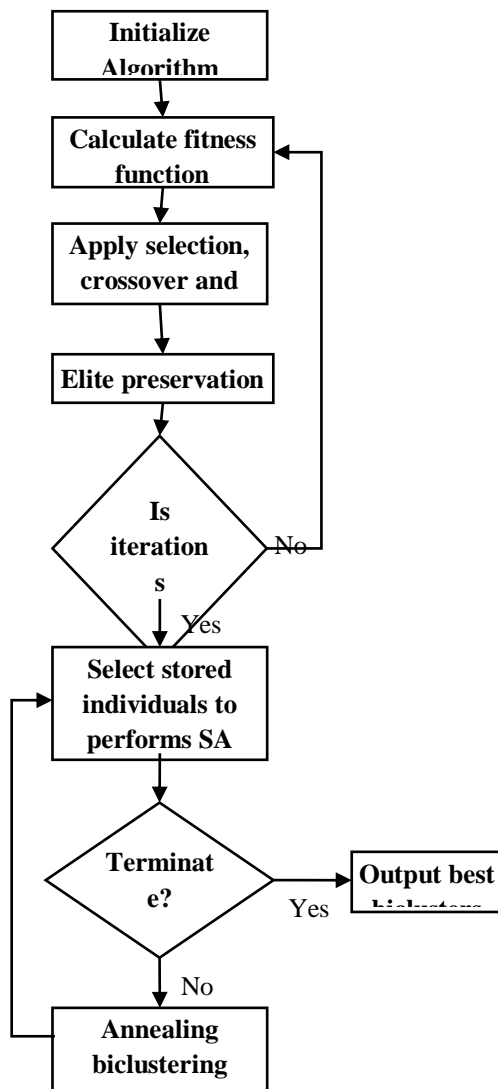 Initialize
Algorithm
Calculate fitness
function
Apply selection,
crossover and
Elite preservation
Is
iteration
s
No
Yes
Select stored
individuals to
performs SA
Terminat
e?
Yes
Output best
biclusters
No
Annealing
biclustering